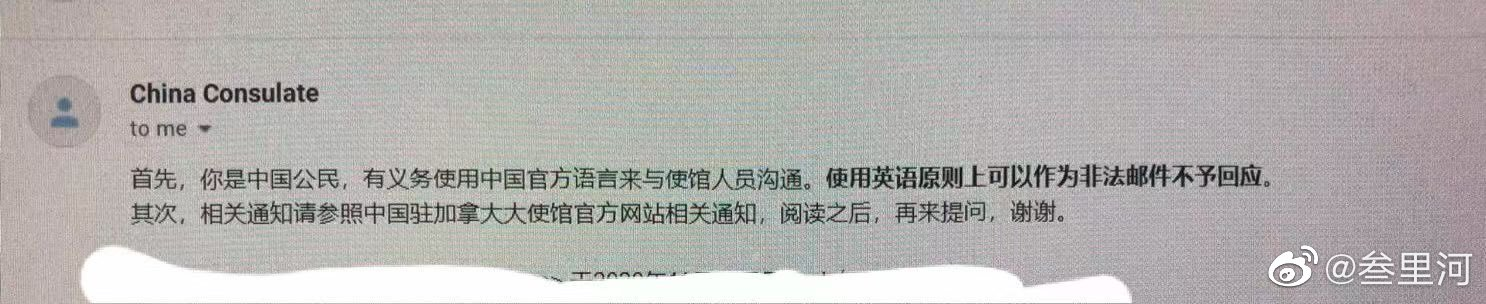 China Consulate
to me
首先，你是中国公民，有义务使用中国官方语言来与使馆人员沟通。使用英语原则上可以作为非法邮件不予回应。
其次，相关通知请参照中国驻加拿大大使馆官方网站相关通知，阅读之后，再来提问，谢谢。
@叁里河